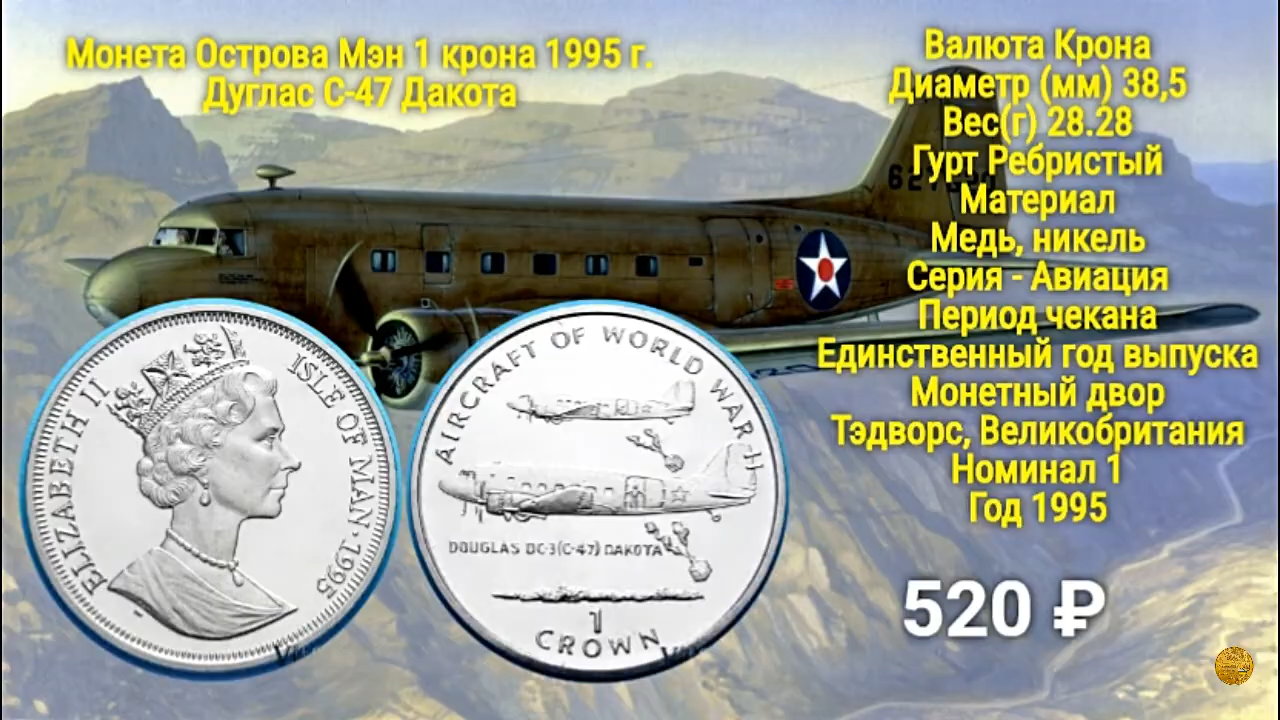 Монета Острова Мэн 1 крона 1995 г.
Дуглас С-47 Дакота
Валюта Крона
Диаметр (мм) 38,5
Вес(г) 28.28
Гурт Ребристый
Материал
Медь, никель
Серия - Авиация
Период чекана
Единственный год выпуска
Монетный двор
Тэдворс, Великобритания
Номинал 1
Год 1995
520 ₽
ELIZABETH II
ISLE OF MAN · 1995
AIRCRAFT OF WORLD WAR II
DOUGLAS DC-3(C-47) DAKOTA
1
CROWN